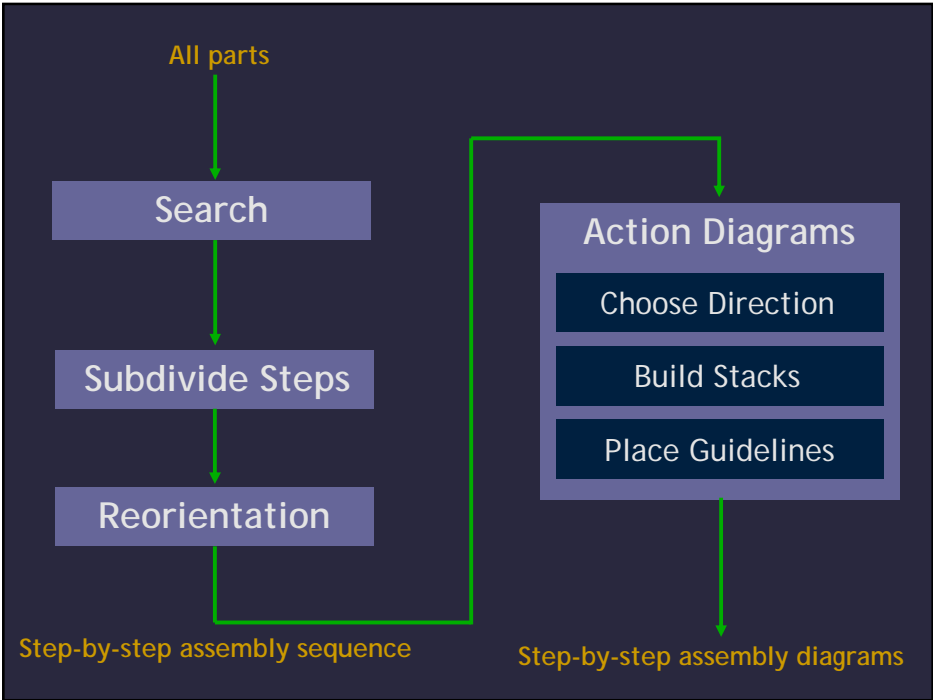 All parts
Search
Subdivide Steps
Reorientation
Step-by-step assembly sequence
Action Diagrams
Choose Direction
Build Stacks
Place Guidelines
Step-by-step assembly diagrams